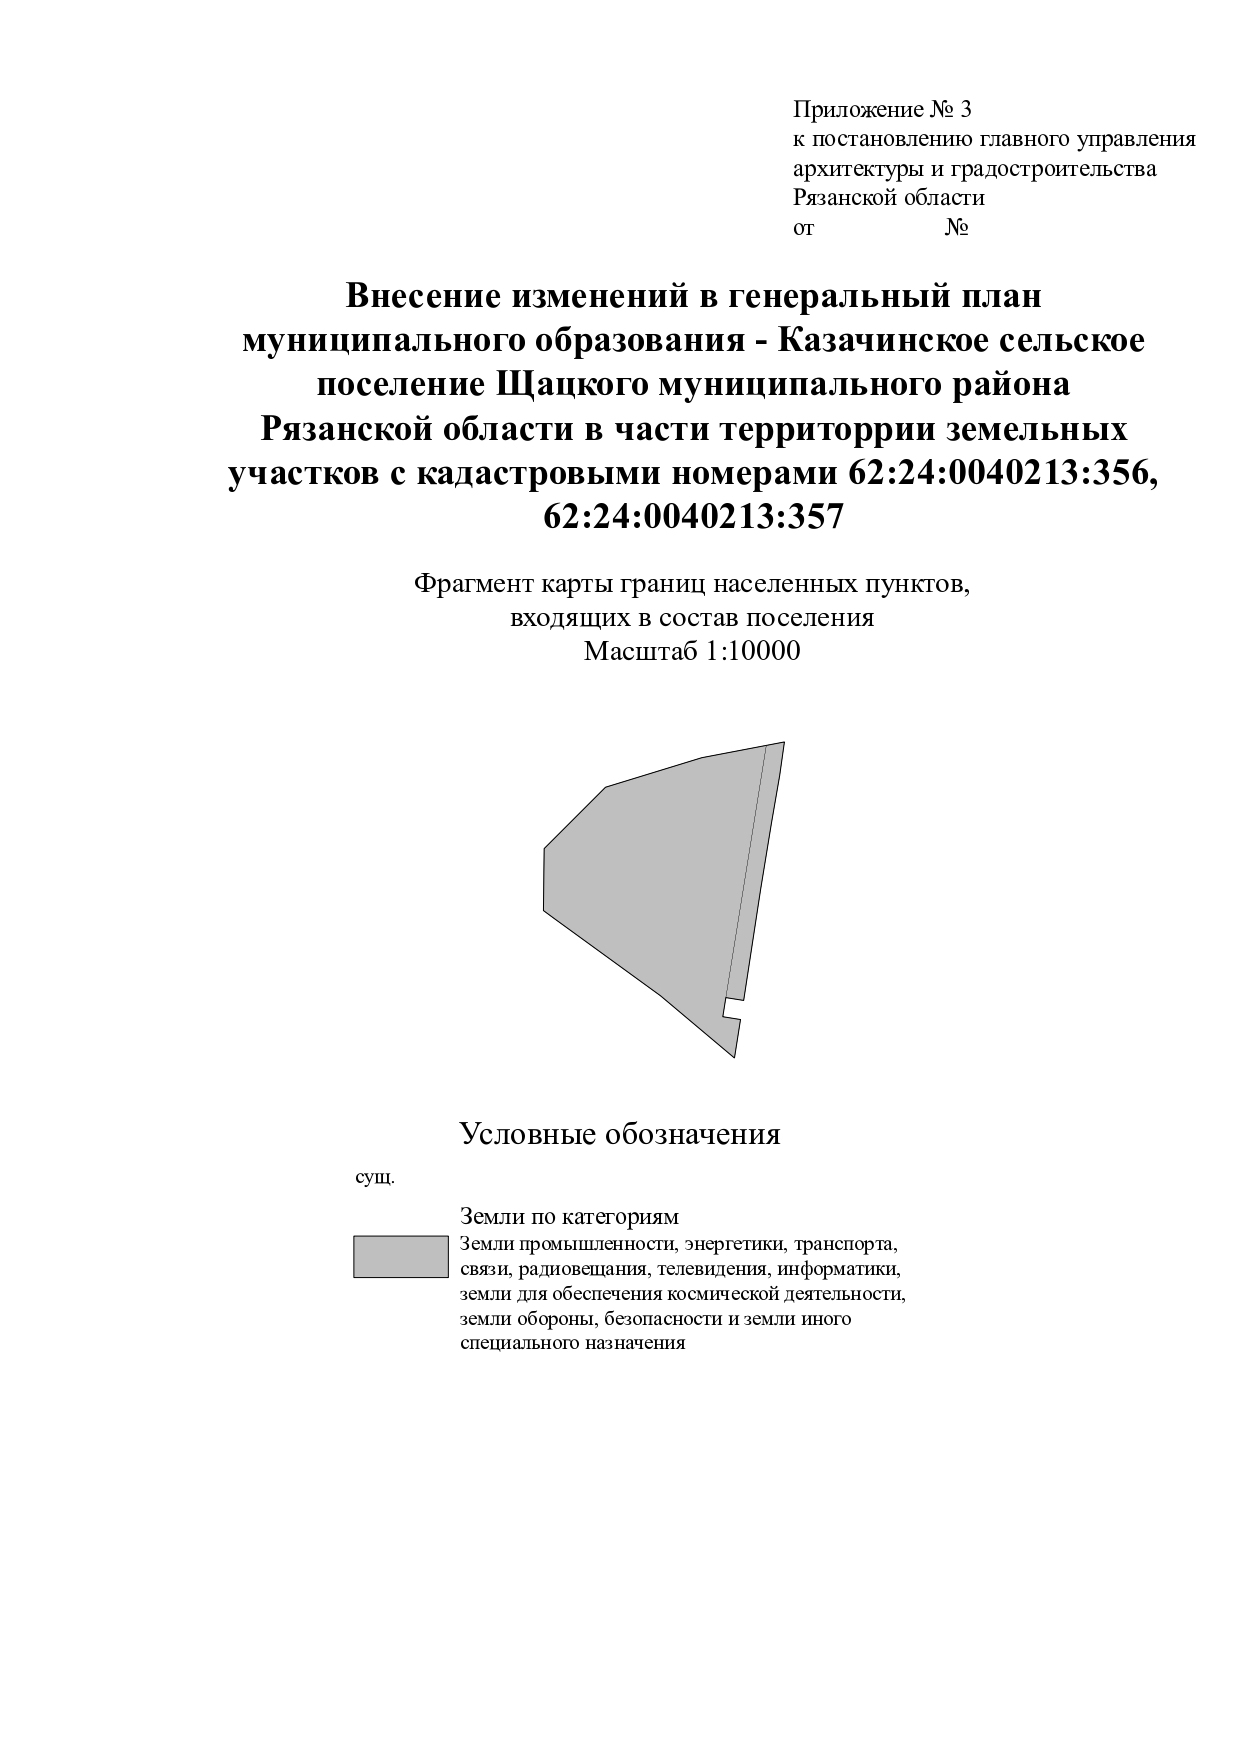 Приложение № 3
к постановлению главного управления
архитектуры и градостроительства
Рязанской области
от №
Внесение изменений в генеральный план
муниципального образования - Казачинское сельское
поселение Щацкого муниципального района
Рязанской области в части территоррии земельных
участков с кадастровыми номерами 62:24:0040213:356,
62:24:0040213:357
Фрагмент карты границ населенных пунктов,
входящих в состав поселения
Масштаб 1:10000
Условные обозначения
сущ.
Земли по категориям
Земли промышленности, энергетики, транспорта,
связи, радиовещания, телевидения, информатики,
земли для обеспечения космической деятельности,
земли обороны, безопасности и земли иного
специального назначения